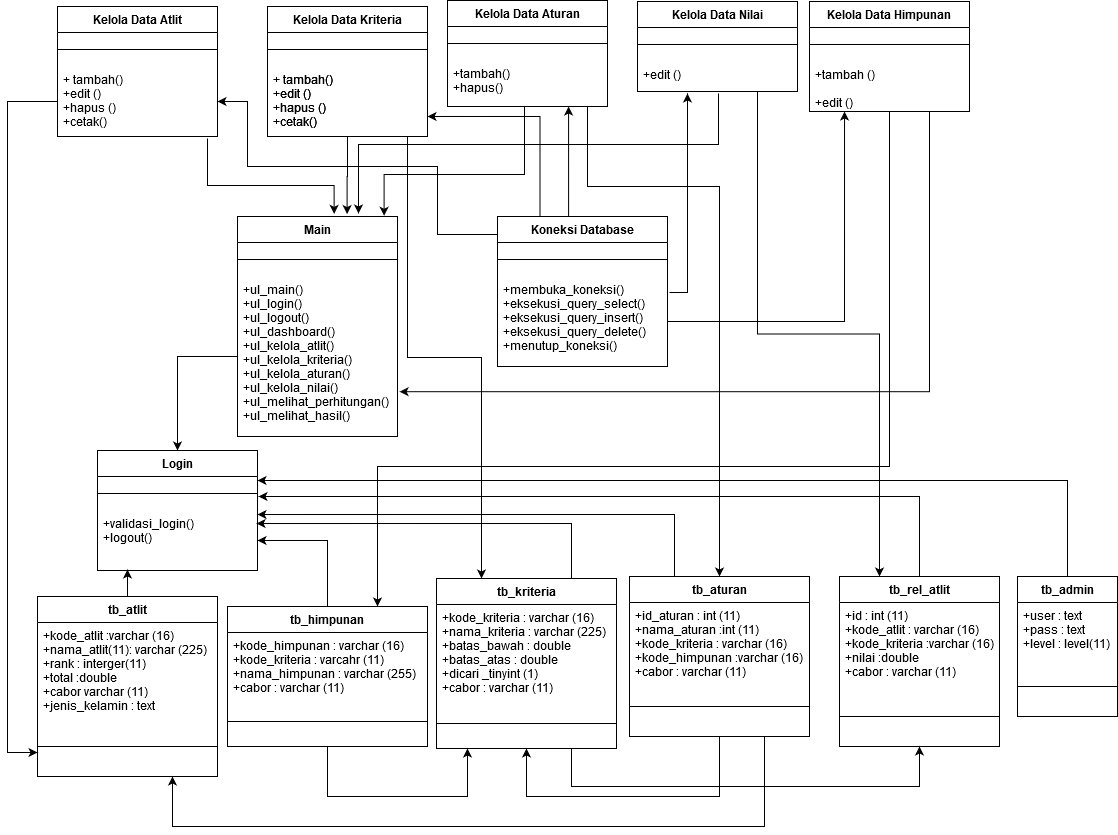 Kelola Data Atlit
+ tambah()
+edit ()
+hapus ()
+cetak()
Kelola Data Kriteria
+ tambah()
+edit ()
+hapus ()
+cetak()
Kelola Data Aturan
+tambah()
+hapus()
Kelola Data Nilai
+edit ()
Kelola Data Himpunan
+tambah ()
+edit ()
Main
+ul_main()
+ul_login()
+ul_logout()
+ul_dashboard()
+ul_kelola_atlit()
+ul_kelola_kriteria()
+ul_kelola_aturan()
+ul_kelola_nilai()
+ul_melihat_perhitungan()
+ul_melihat_hasil()
Koneksi Database
+membuka_koneksi()
+eksekusi_query_select()
+eksekusi_query_insert()
+eksekusi_query_delete()
+menutup_koneksi()
Login
+validasi_login()
+logout()
tb_atlit
+kode_atlit :varchar (16)
+nama_atlit(11): varchar (225)
+rank : interger(11)
+total :double
+cabor varchar (11)
+jenis_kelamin : text
tb_himpunan
+kode_himpunan : varchar (16)
+kode_kriteria : varcahr (11)
+nama_himpunan : varchar (255)
+cabor : varchar (11)
tb_kriteria
+kode_kriteria : varchar (16)
+nama_kriteria : varchar (225)
+batas_bawah : double
+batas_atas : double
+dicari _tinyint (1)
+cabor : varchar (11)
tb_aturan
+id_aturan : int (11)
+nama_aturan :int (11)
+kode_kriteria : varchar (16)
+kode_himpunan :varchar (16)
+cabor : varchar (11)
tb_rel_atlit
+id : int (11)
+kode_atlit : varchar (16)
+kode_kriteria :varchar (16)
+nilai :double
+cabor : varchar (11)
tb_admin
+user : text
+pass : text
+level : level(11)